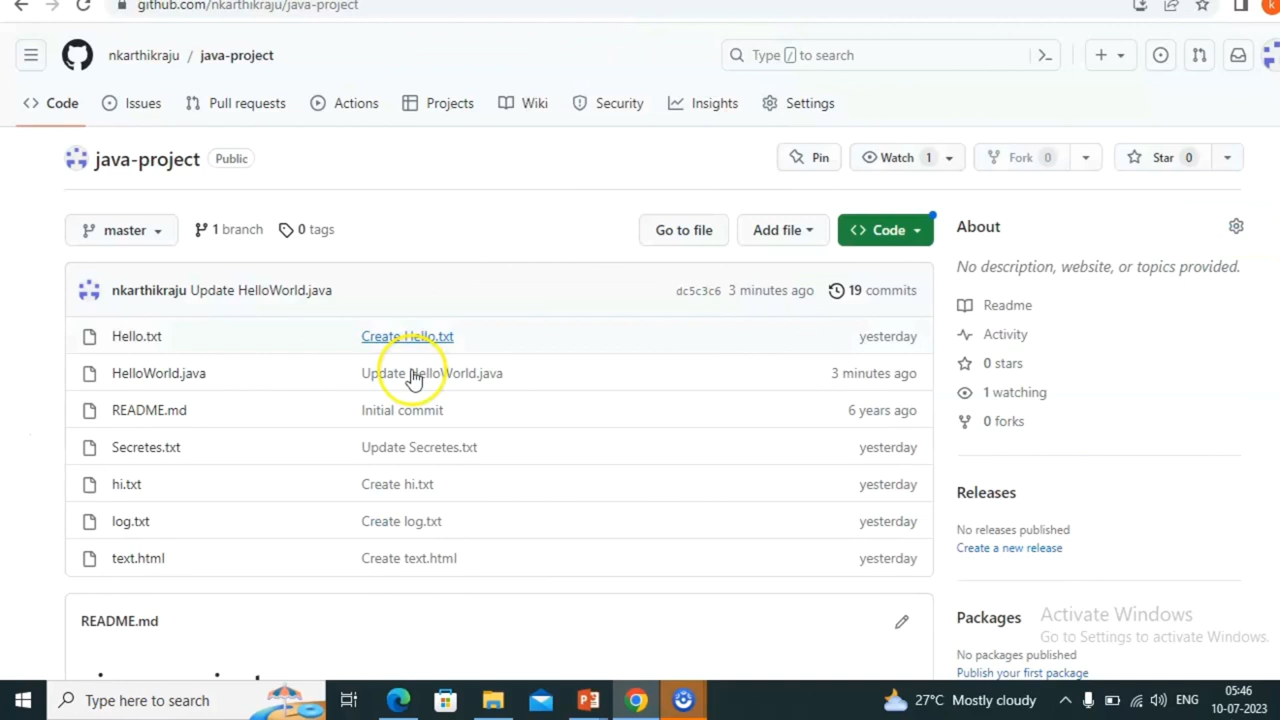 github.com/nkarthikraju/java-project
k
nkarthikraju / java-project
Type / to search
Code Issues Pull requests Actions Projects Wiki Security Insights Settings
java-project Public
Pin Watch 1 Fork 0 Star 0
master 1 branch 0 tags Go to file Add file Code
About
No description, website, or topics provided.
Readme
Activity
0 stars
1 watching
0 forks
Releases
No releases published
Create a new release
Packages
No packages published
Publish your first package
nkarthikraju Update HelloWorld.java dc5c3c6 3 minutes ago 19 commits
Hello.txt Create Hello.txt yesterday
HelloWorld.java Update HelloWorld.java 3 minutes ago
README.md Initial commit 6 years ago
Secretes.txt Update Secretes.txt yesterday
hi.txt Create hi.txt yesterday
log.txt Create log.txt yesterday
text.html Create text.html yesterday
README.md
Activate Windows
Go to Settings to activate Windows.
Type here to search
27°C Mostly cloudy
ENG
05:46
10-07-2023